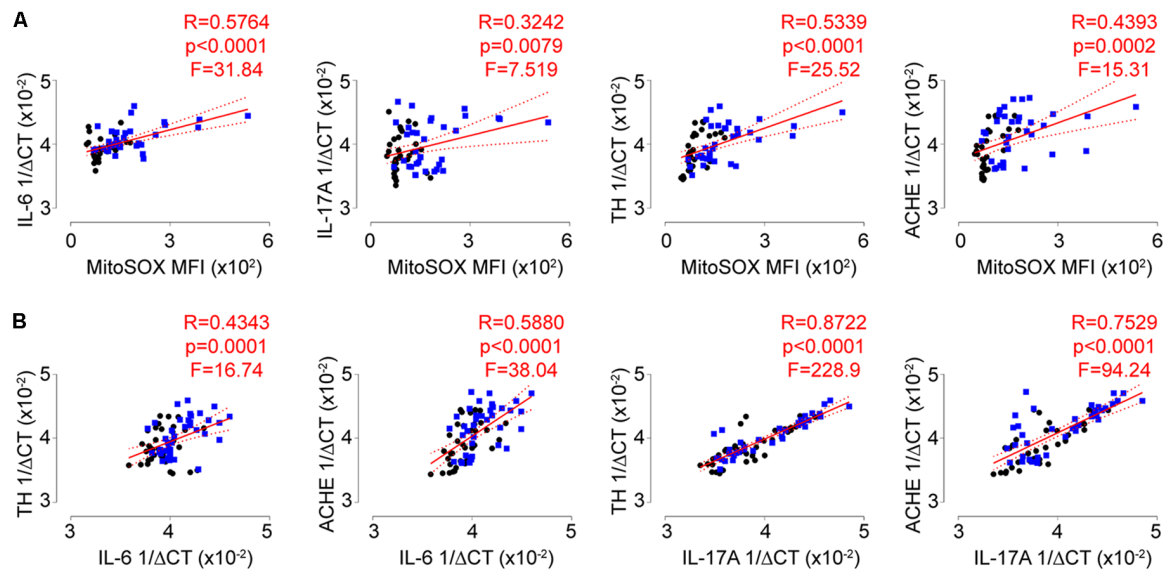 A
R=0.5764
p<0.0001
F=31.84
IL-6 1/ΔCT (x10⁻²)
5
4
3
0 3 6
MitoSOX MFI (x10²)
R=0.3242
p=0.0079
F=7.519
IL-17A 1/ΔCT (x10⁻²)
5
4
3
0 3 6
MitoSOX MFI (x10²)
R=0.5339
p<0.0001
F=25.52
TH 1/ΔCT (x10⁻²)
5
4
3
0 3 6
MitoSOX MFI (x10²)
R=0.4393
p=0.0002
F=15.31
ACHE 1/ΔCT (x10⁻²)
5
4
3
0 3 6
MitoSOX MFI (x10²)
B
R=0.4343
p=0.0001
F=16.74
TH 1/ΔCT (x10⁻²)
5
4
3
3 4 5
IL-6 1/ΔCT (x10⁻²)
R=0.5880
p<0.0001
F=38.04
ACHE 1/ΔCT (x10⁻²)
5
4
3
3 4 5
IL-6 1/ΔCT (x10⁻²)
R=0.8722
p<0.0001
F=228.9
TH 1/ΔCT (x10⁻²)
5
4
3
3 4 5
IL-17A 1/ΔCT (x10⁻²)
R=0.7529
p<0.0001
F=94.24
ACHE 1/ΔCT (x10⁻²)
5
4
3
3 4 5
IL-17A 1/ΔCT (x10⁻²)